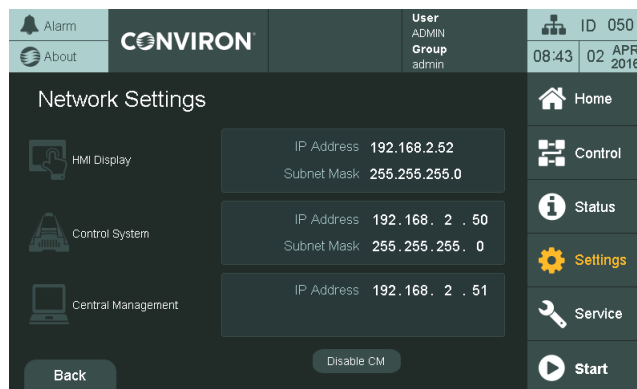 Alarm
About
CONVIRON
User
ADMIN
Group
admin
ID 050
08:43 02 APR 2016
Network Settings
HMI Display
IP Address 192.168.2.52
Subnet Mask 255.255.255.0
Control System
IP Address 192.168. 2 . 50
Subnet Mask 255.255.255. 0
Central Management
IP Address 192.168. 2 . 51
Disable CM
Back
Home
Control
Status
Settings
Service
Start